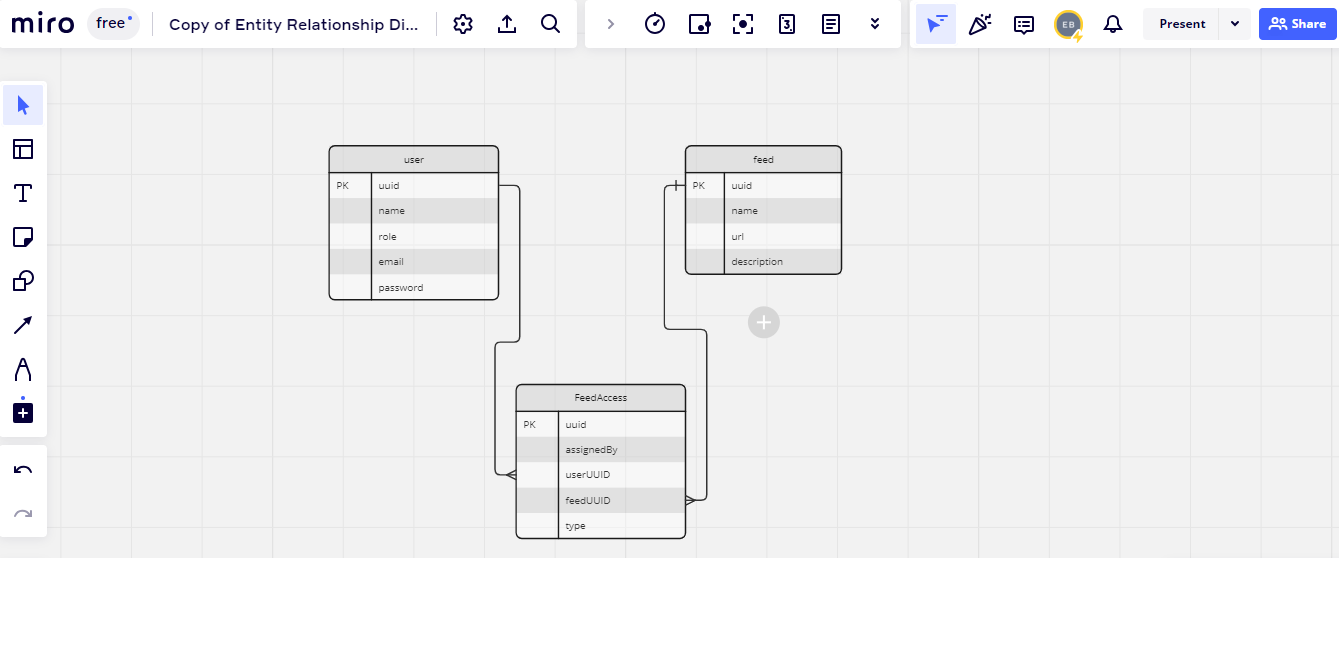 miro
free
Copy of Entity Relationship Di...
3
EB
Present
Share
user
PK uuid
name
role
email
password
feed
PK uuid
name
url
description
FeedAccess
PK uuid
assignedBy
userUUID
feedUUID
type